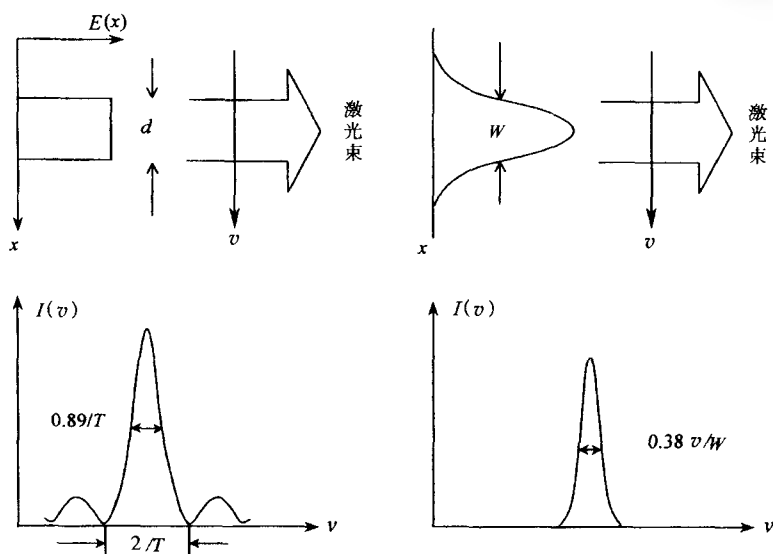 E(x)
d
激光束
x
v
W
激光束
x
v
I(v)
0.89/T
2/T
ν
I(v)
0.38 v/W
ν